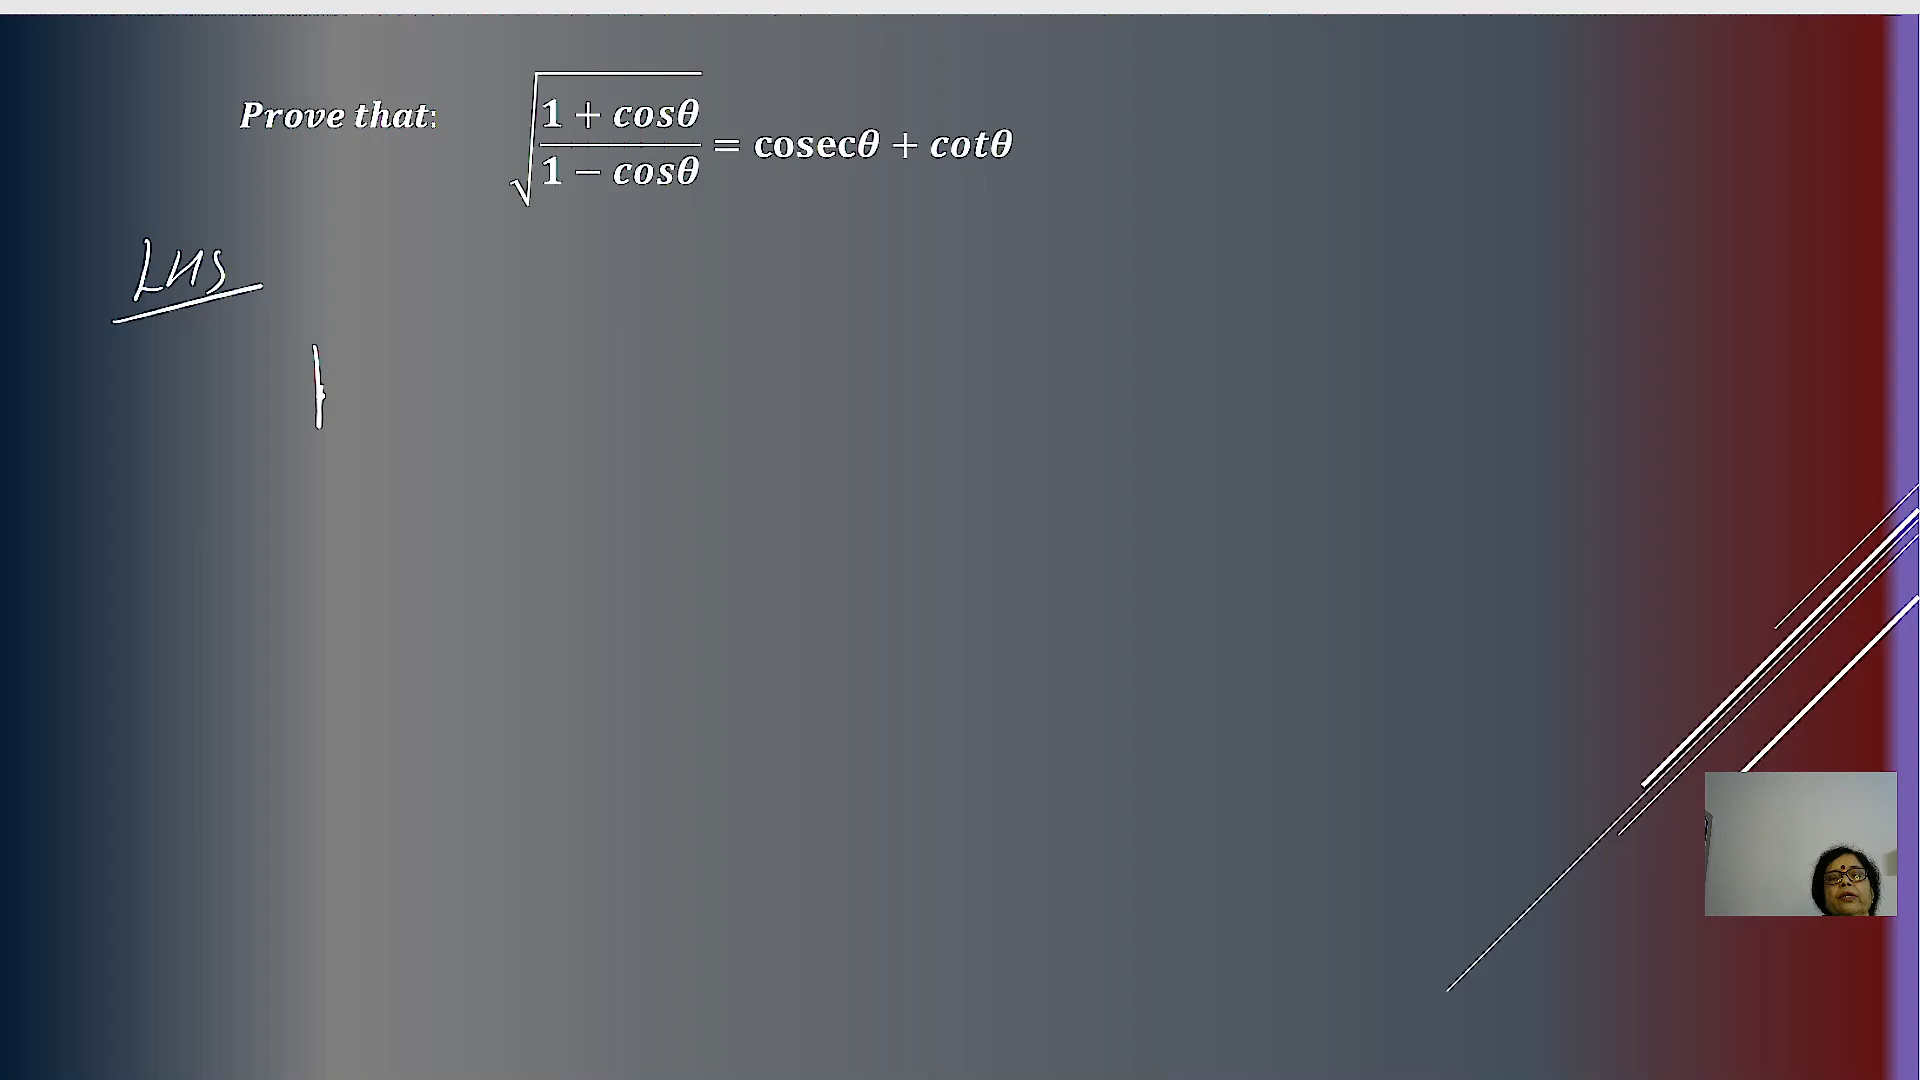 Prove that: √((1 + cosθ)/(1 − cosθ)) = cosecθ + cotθ
LHS